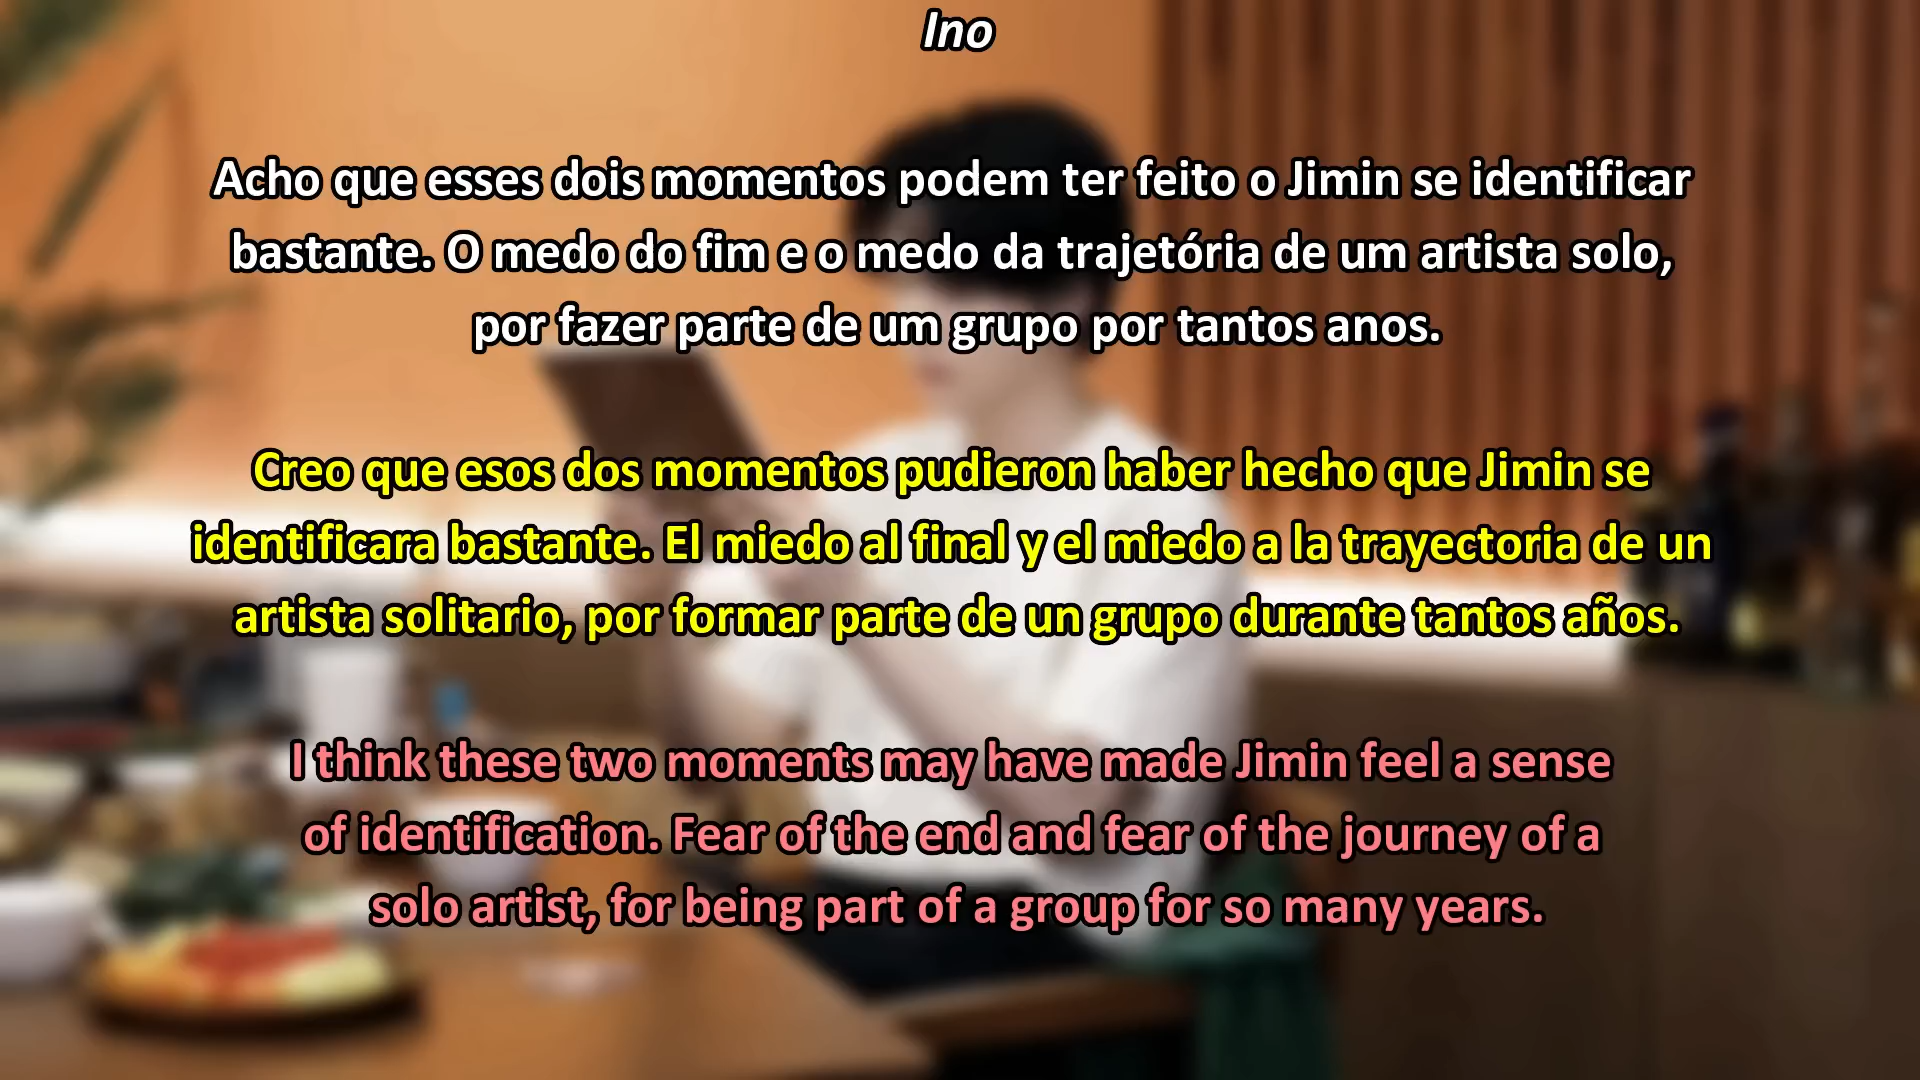 Ino
Acho que esses dois momentos podem ter feito o Jimin se identificar
bastante. O medo do fim e o medo da trajetória de um artista solo,
por fazer parte de um grupo por tantos anos.
Creo que esos dos momentos pudieron haber hecho que Jimin se
identificara bastante. El miedo al final y el miedo a la trayectoria de un
artista solitario, por formar parte de un grupo durante tantos años.
I think these two moments may have made Jimin feel a sense
of identification. Fear of the end and fear of the journey of a
solo artist, for being part of a group for so many years.